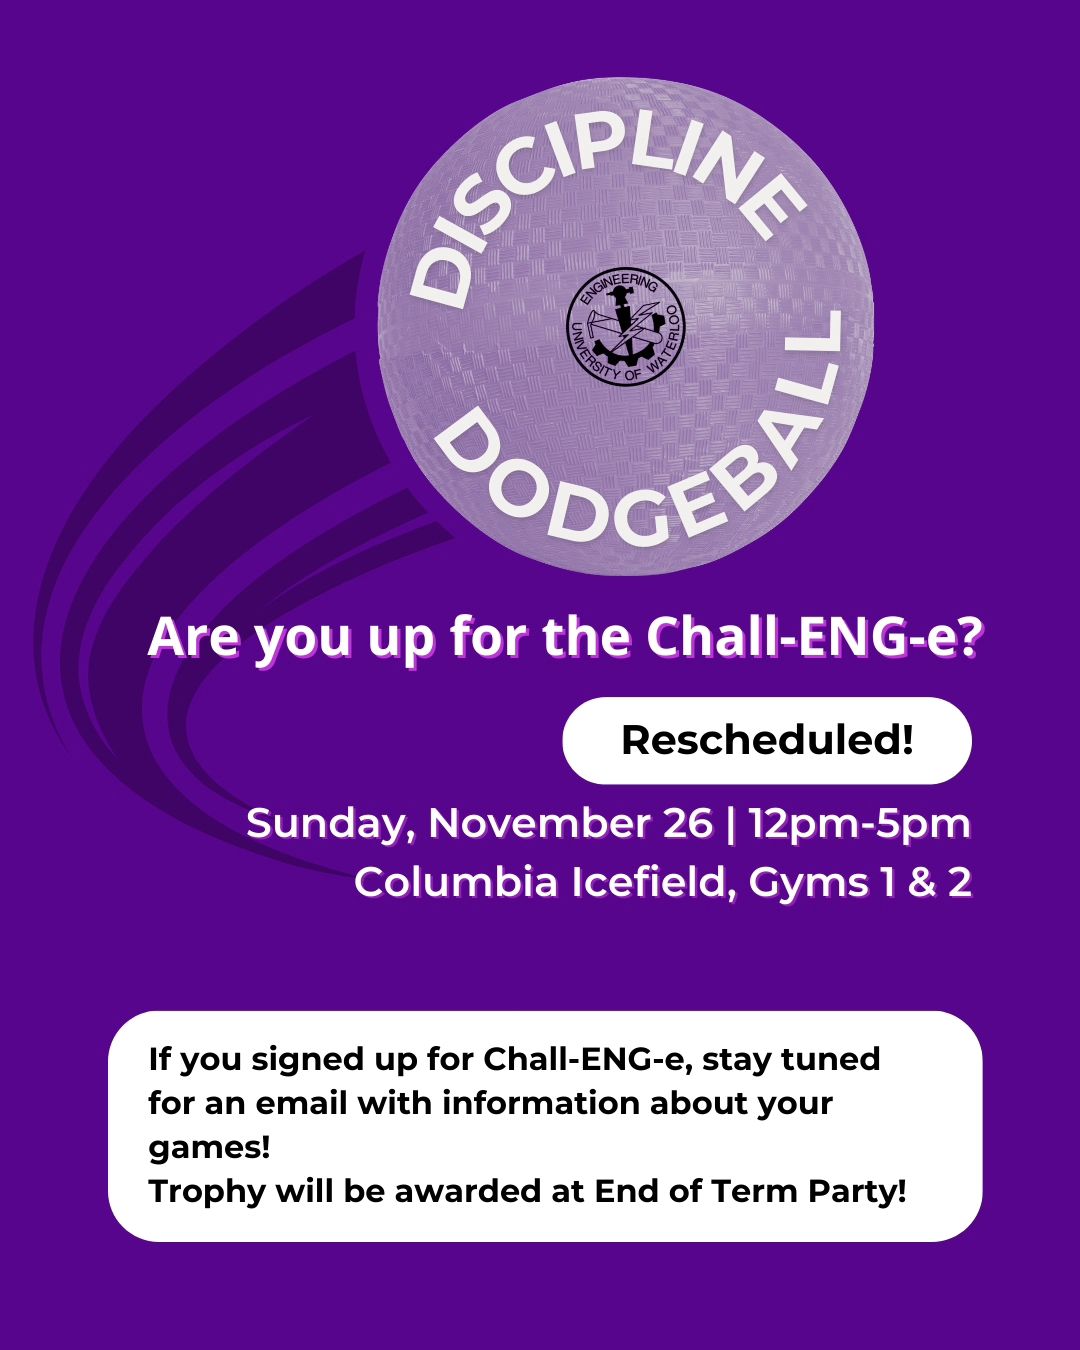 DISCIPLINE
ENGINEERING
UNIVERSITY OF WATERLOO
DODGEBALL
Are you up for the Chall-ENG-e?
Rescheduled!
Sunday, November 26 | 12pm-5pm
Columbia Icefield, Gyms 1 & 2
If you signed up for Chall-ENG-e, stay tuned
for an email with information about your
games!
Trophy will be awarded at End of Term Party!